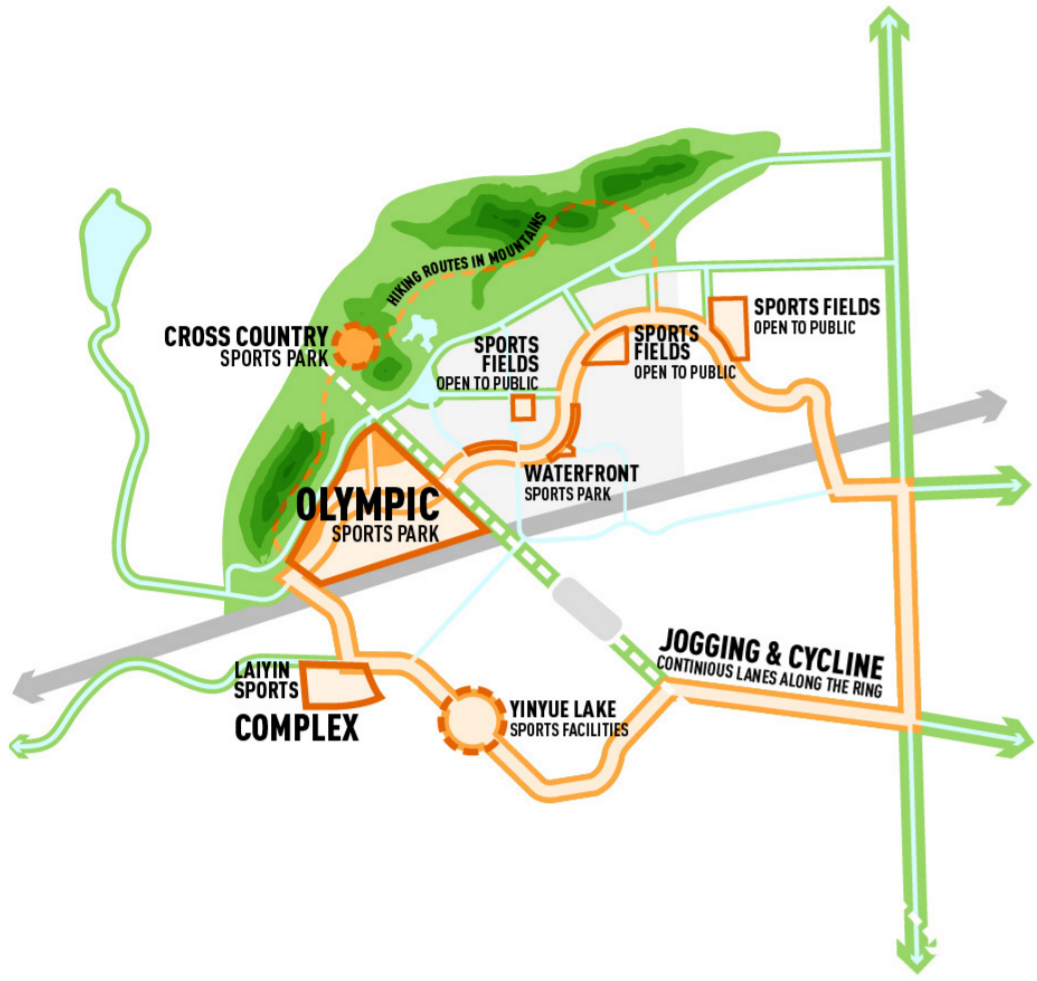 HIKING ROUTES IN MOUNTAINS
CROSS COUNTRY
SPORTS PARK
SPORTS
FIELDS
OPEN TO PUBLIC
SPORTS
FIELDS
OPEN TO PUBLIC
SPORTS FIELDS
OPEN TO PUBLIC
WATERFRONT
SPORTS PARK
OLYMPIC
SPORTS PARK
JOGGING & CYCLINE
CONTINIOUS LANES ALONG THE RING
LAIYIN
SPORTS
COMPLEX
YINYUE LAKE
SPORTS FACILITIES